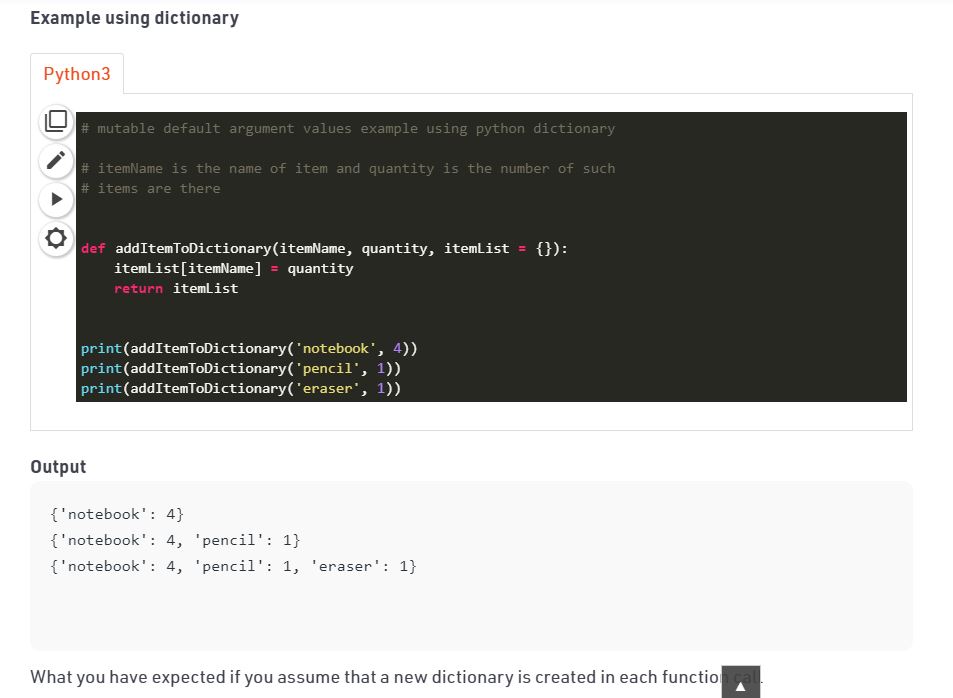 Example using dictionary
Python3
# mutable default argument values example using python dictionary
# itemName is the name of item and quantity is the number of such
# items are there
def addItemToDictionary(itemName, quantity, itemList = {}):
    itemList[itemName] = quantity
    return itemList
print(addItemToDictionary('notebook', 4))
print(addItemToDictionary('pencil', 1))
print(addItemToDictionary('eraser', 1))
Output
{'notebook': 4}
{'notebook': 4, 'pencil': 1}
{'notebook': 4, 'pencil': 1, 'eraser': 1}
What you have expected if you assume that a new dictionary is created in each function call.